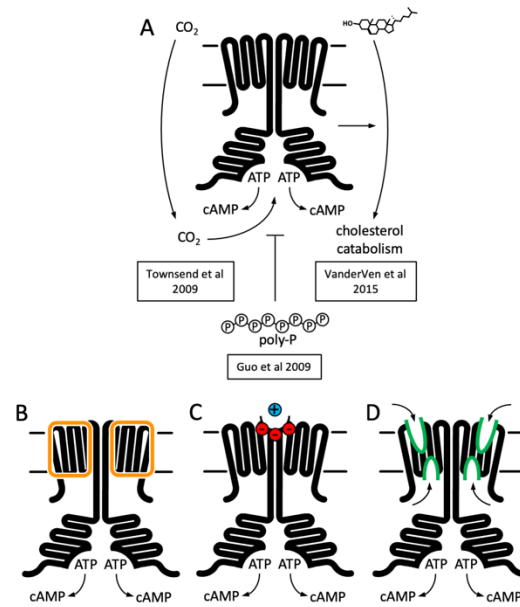 A
CO₂
HO
ATP ATP
cAMP cAMP
CO₂
cholesterol
catabolism
Townsend et al
2009
VanderVen et al
2015
P P P P P P P
poly-P
Guo et al 2009
B C D
+
- - -
ATP ATP
cAMP cAMP
ATP ATP
cAMP cAMP
ATP ATP
cAMP cAMP